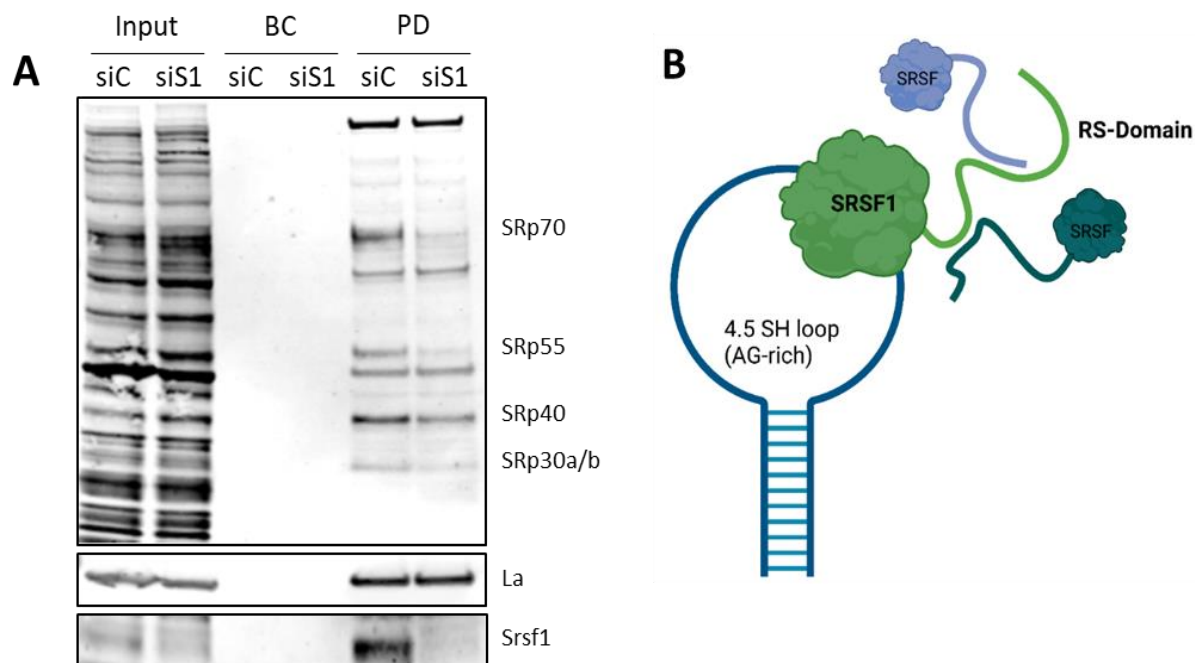 A
Input BC PD
siC siS1 siC siS1 siC siS1
SRp70
SRp55
SRp40
SRp30a/b
La
Srsf1
B
SRSF
RS-Domain
SRSF1
SRSF
4.5 SH loop
(AG-rich)